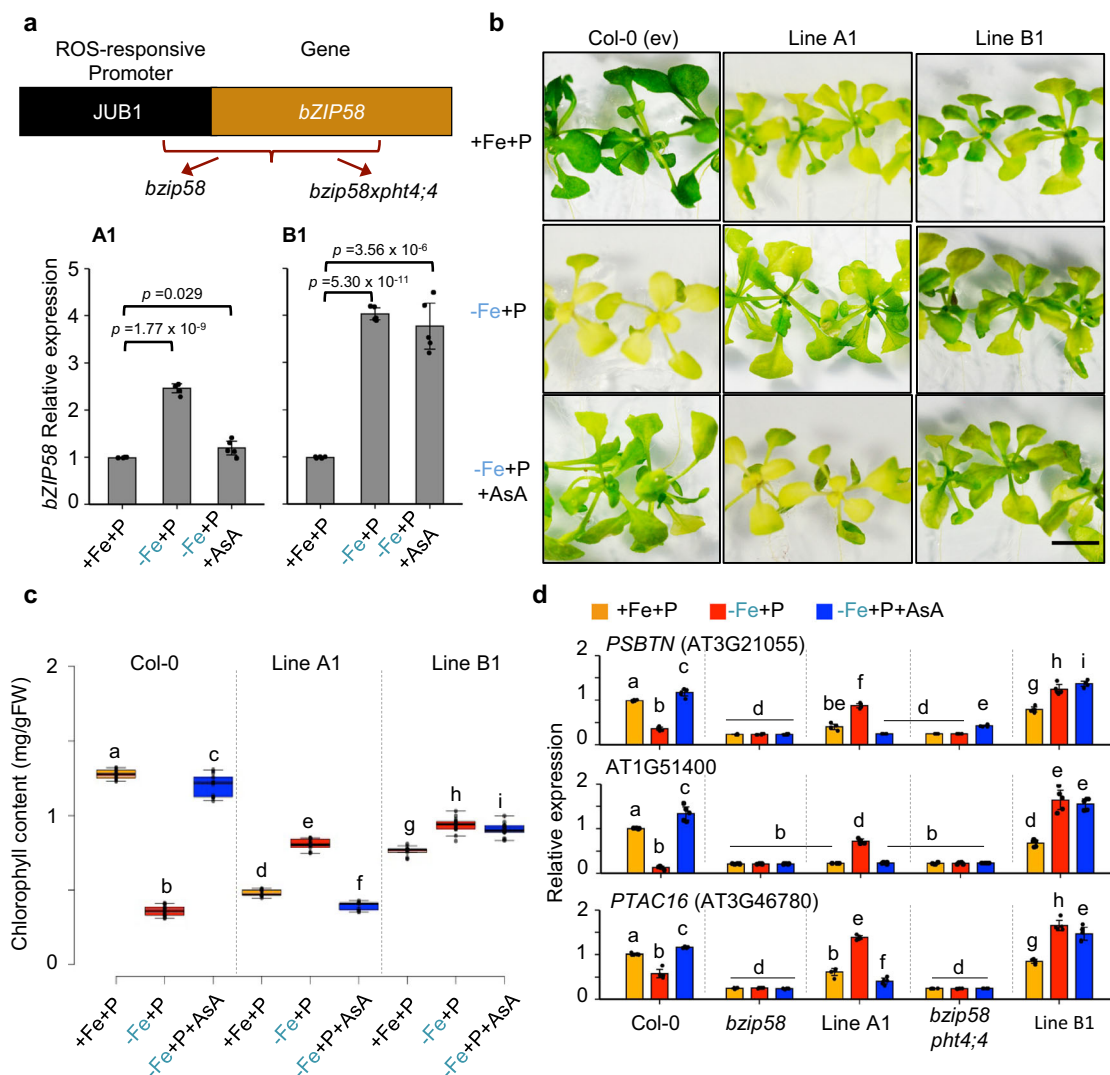 a
ROS-responsive
Promoter
Gene
JUB1
bZIP58
bzip58
bzip58xpht4;4
A1
B1
bZIP58 Relative expression
5
4
3
2
1
0
p =0.029
p =1.77 x 10-9
p =3.56 x 10-6
p =5.30 x 10-11
+Fe+P
-Fe+P
-Fe+P
+AsA
+Fe+P
-Fe+P
-Fe+P
+AsA
b
Col-0 (ev)
Line A1
Line B1
+Fe+P
-Fe+P
-Fe+P
+AsA
c
Chlorophyll content (mg/gFW)
2
1
0
Col-0
Line A1
Line B1
a
b
c
d
e
f
g
h
i
+Fe+P
-Fe+P
-Fe+P+AsA
+Fe+P
-Fe+P
-Fe+P+AsA
+Fe+P
-Fe+P
-Fe+P+AsA
d
+Fe+P
-Fe+P
-Fe+P+AsA
Relative expression
PSBTN (AT3G21055)
2
1
0
a
b
c
d
be
f
d
e
g
h
i
AT1G51400
2
1
0
a
b
c
b
d
b
d
e
e
PTAC16 (AT3G46780)
2
1
0
a
b
c
d
b
e
f
d
g
h
e
Col-0
bzip58
Line A1
bzip58
pht4;4
Line B1